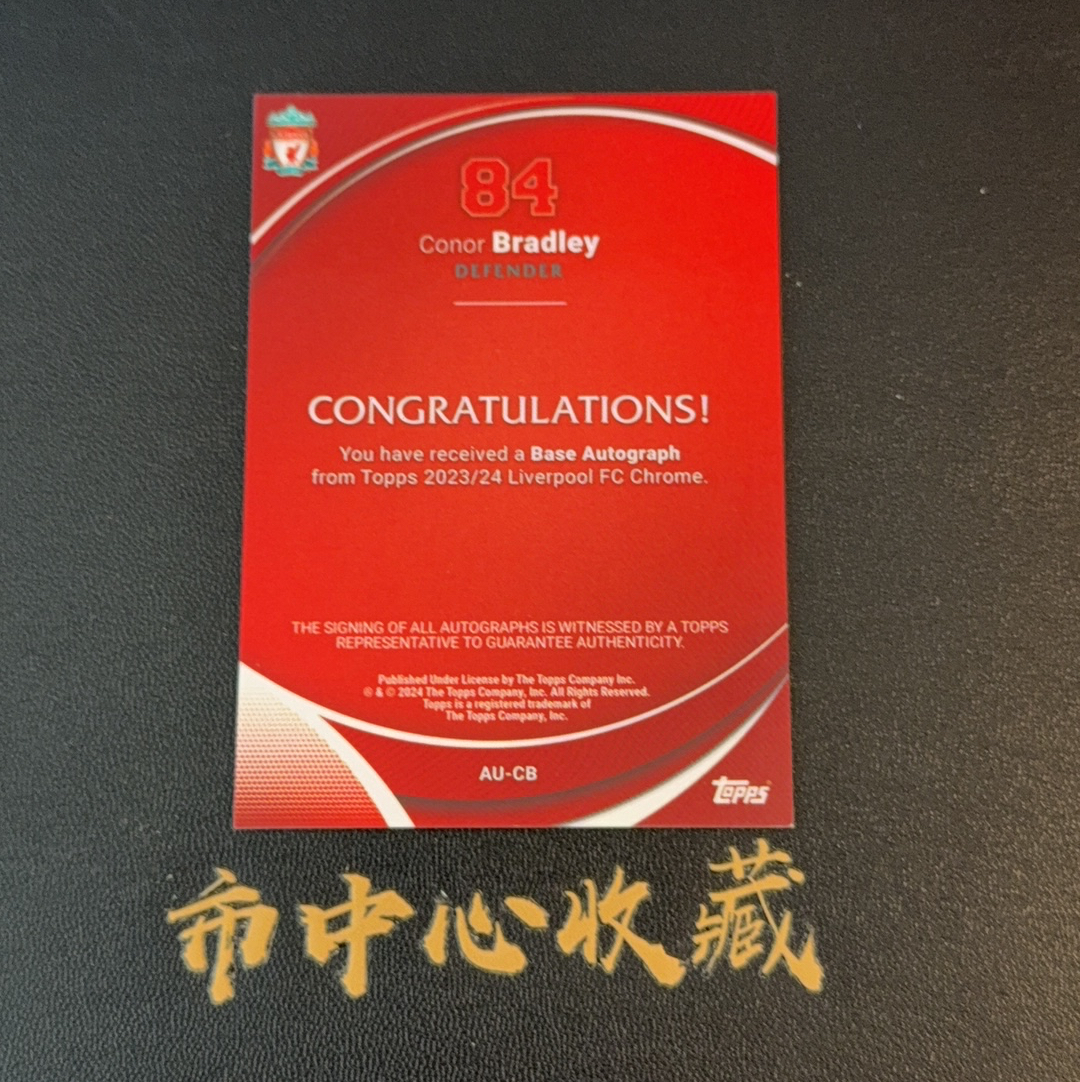 84
Conor Bradley
DEFENDER
CONGRATULATIONS!
You have received a Base Autograph
from Topps 2023/24 Liverpool FC Chrome.
THE SIGNING OF ALL AUTOGRAPHS IS WITNESSED BY A TOPPS
REPRESENTATIVE TO GUARANTEE AUTHENTICITY.
Published Under License by The Topps Company Inc.
® & © 2024 The Topps Company, Inc. All Rights Reserved.
Topps is a registered trademark of
The Topps Company, Inc.
AU-CB
topps
市中心收藏